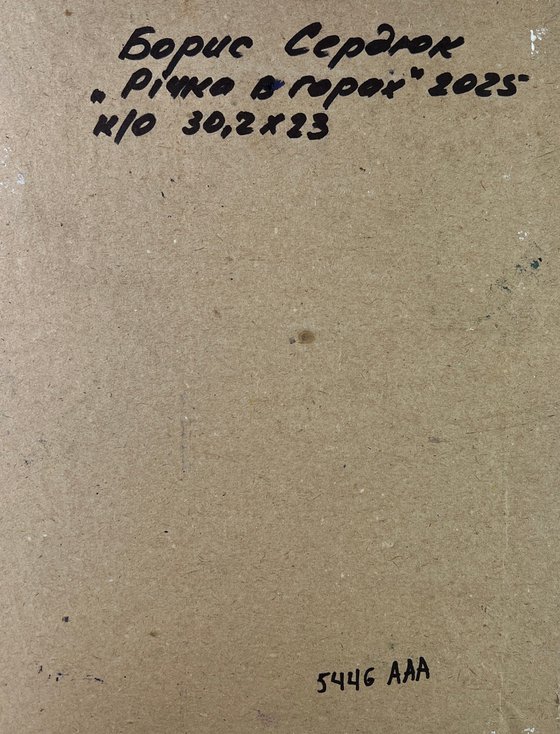 Борис Сердюк
„Річка в горах" 2025
к/о 30,2х23
5446 ААА